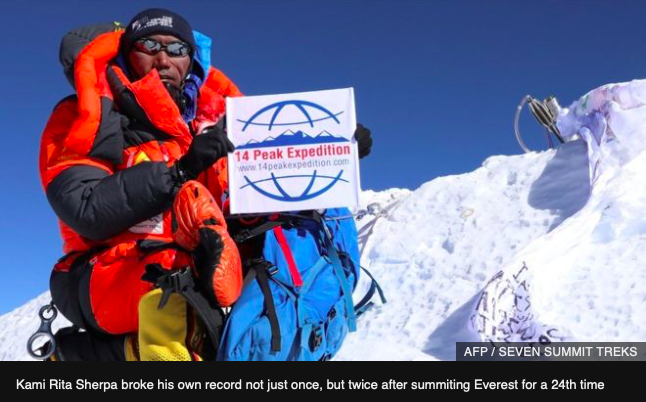 14 Peak Expedition
www.14peakexpedition.com
AFP / SEVEN SUMMIT TREKS
Kami Rita Sherpa broke his own record not just once, but twice after summiting Everest for a 24th time